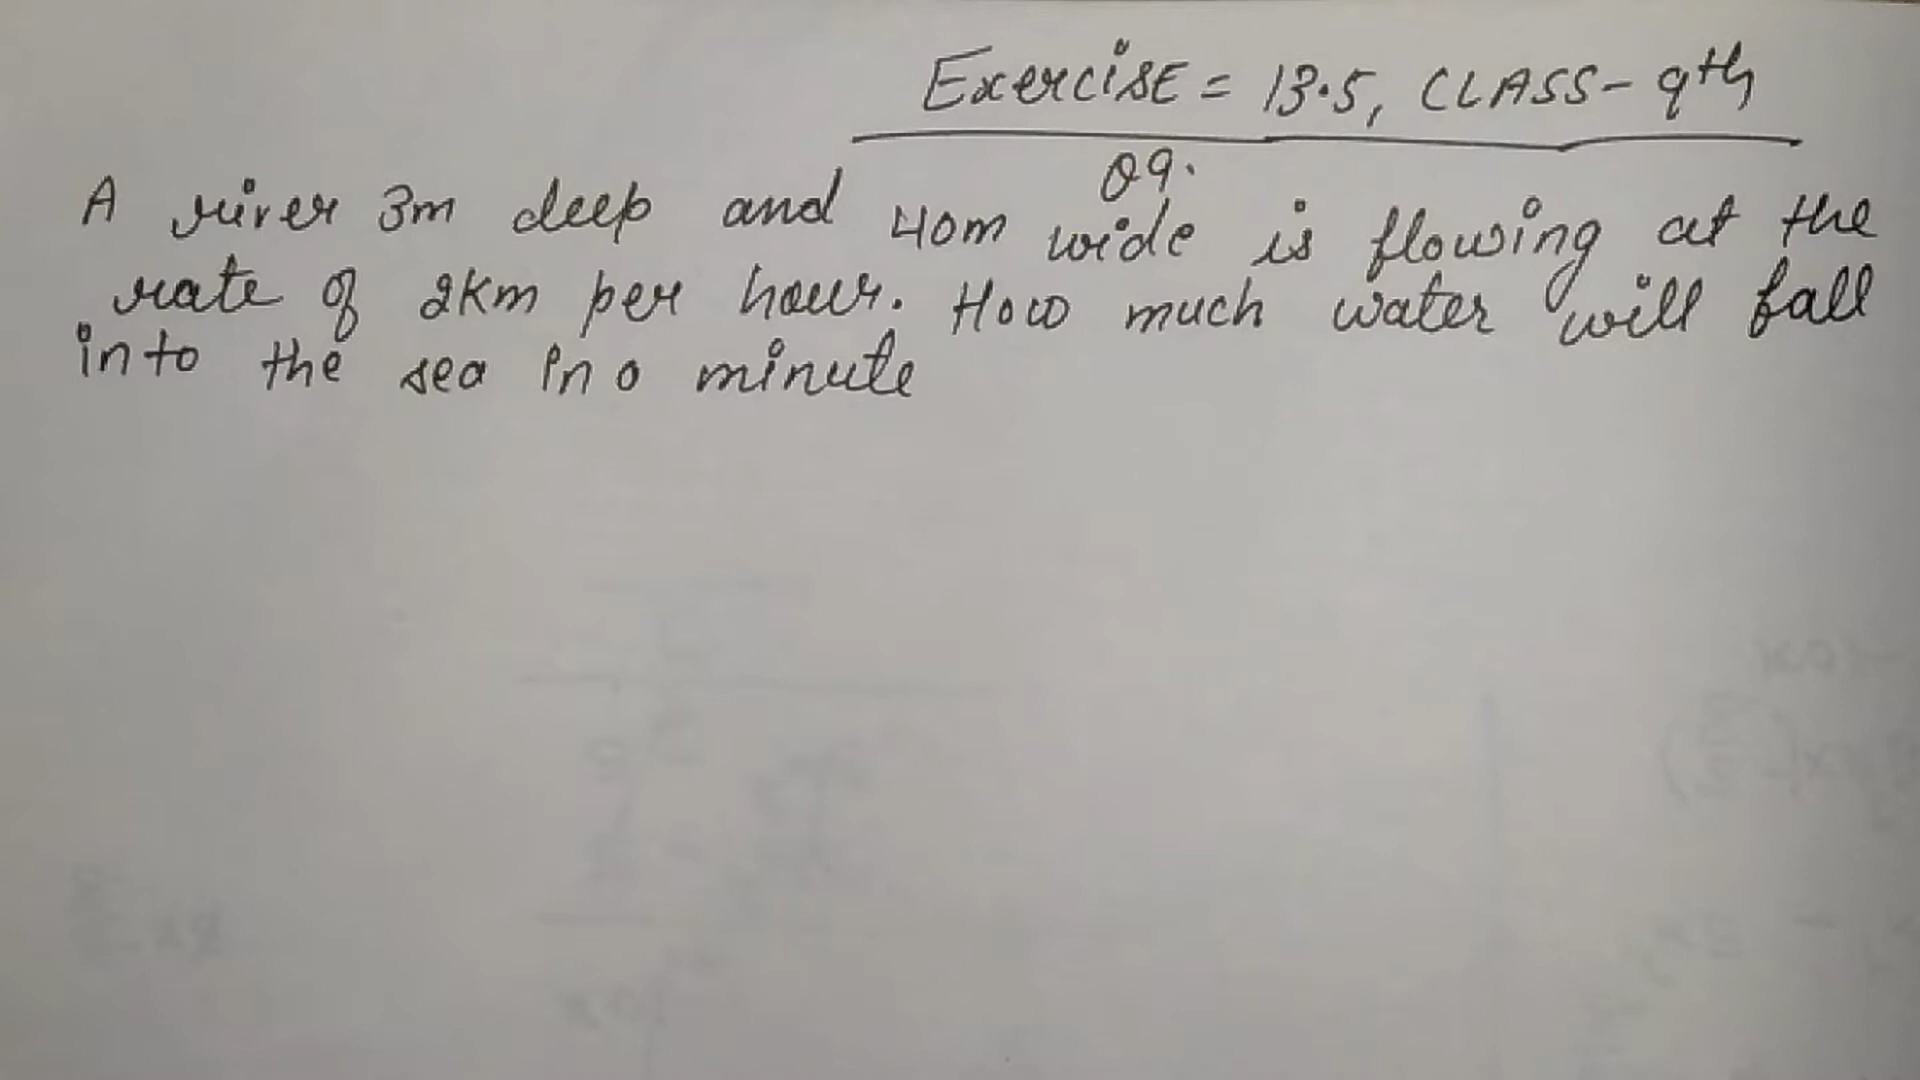 Exercise = 13.5, CLASS- 9th
Q9.
A river 3m deep and 40m wide is flowing at the
rate of 2km per hour. How much water will fall
into the sea in a minute